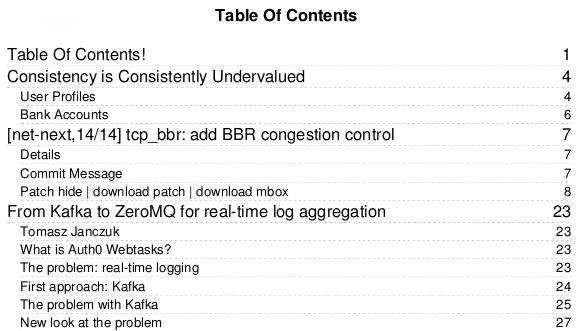 Table Of Contents
Table Of Contents! 1
Consistency is Consistently Undervalued 4
User Profiles 4
Bank Accounts 6
[net-next,14/14] tcp_bbr: add BBR congestion control 7
Details 7
Commit Message 7
Patch hide | download patch | download mbox 8
From Kafka to ZeroMQ for real-time log aggregation 23
Tomasz Janczuk 23
What is Auth0 Webtasks? 23
The problem: real-time logging 23
First approach: Kafka 24
The problem with Kafka 25
New look at the problem 27